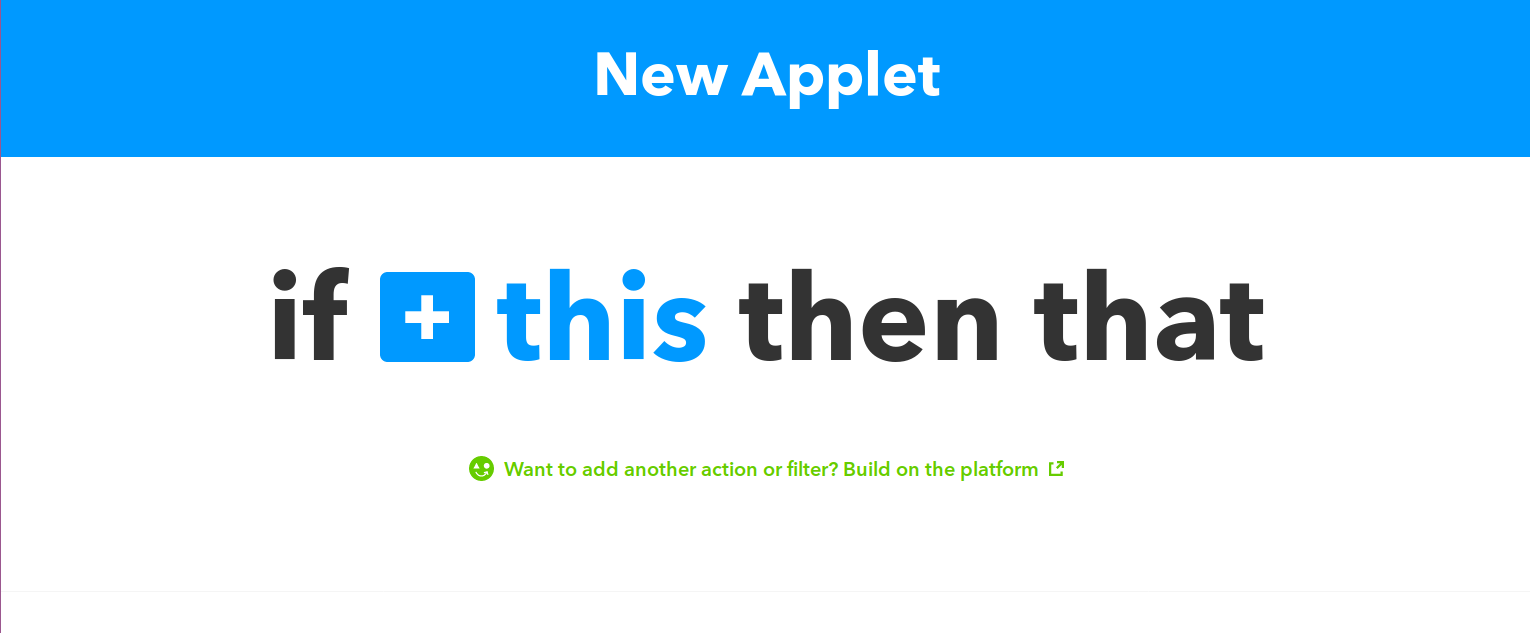 New Applet
if + this then that
Want to add another action or filter? Build on the platform